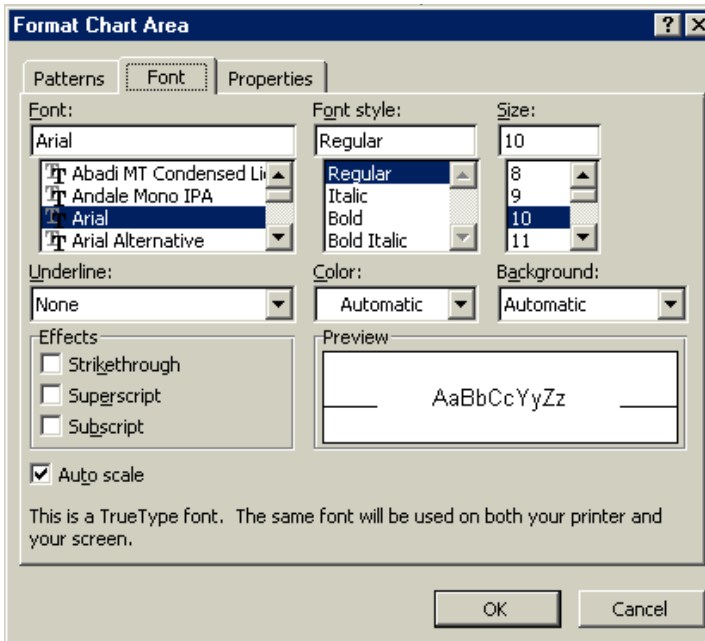 Format Chart Area
Patterns Font Properties
Font: Font style: Size:
Arial Regular 10
Abadi MT Condensed Li Regular 8
Andale Mono IPA Italic 9
Arial Bold 10
Arial Alternative Bold Italic 11
Underline: Color: Background:
None Automatic Automatic
Effects Preview
Strikethrough
Superscript AaBbCcYyZz
Subscript
Auto scale
This is a TrueType font. The same font will be used on both your printer and
your screen.
OK Cancel